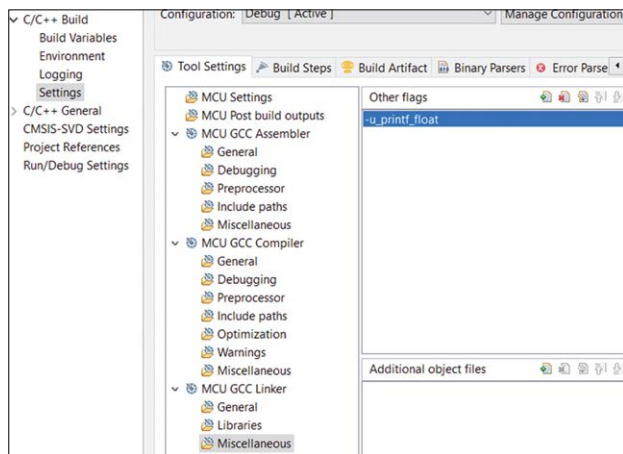 C/C++ Build
Build Variables
Environment
Logging
Settings
C/C++ General
CMSIS-SVD Settings
Project References
Run/Debug Settings
Configuration: Debug [ Active ]
Manage Configuration
Tool Settings
Build Steps
Build Artifact
Binary Parsers
Error Parse
MCU Settings
MCU Post build outputs
MCU GCC Assembler
General
Debugging
Preprocessor
Include paths
Miscellaneous
MCU GCC Compiler
General
Debugging
Preprocessor
Include paths
Optimization
Warnings
Miscellaneous
MCU GCC Linker
General
Libraries
Miscellaneous
Other flags
-u_printf_float
Additional object files